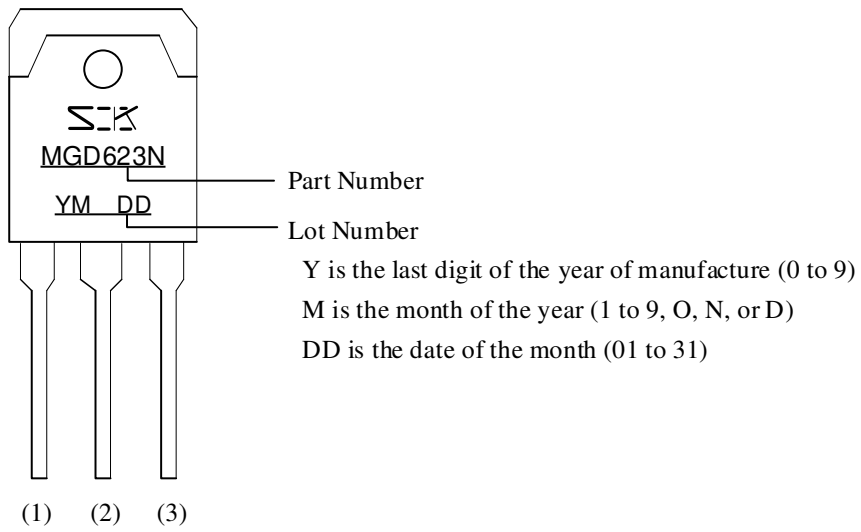 SK
MGD623N
Part Number
YM DD
Lot Number
Y is the last digit of the year of manufacture (0 to 9)
M is the month of the year (1 to 9, O, N, or D)
DD is the date of the month (01 to 31)
(1) (2) (3)